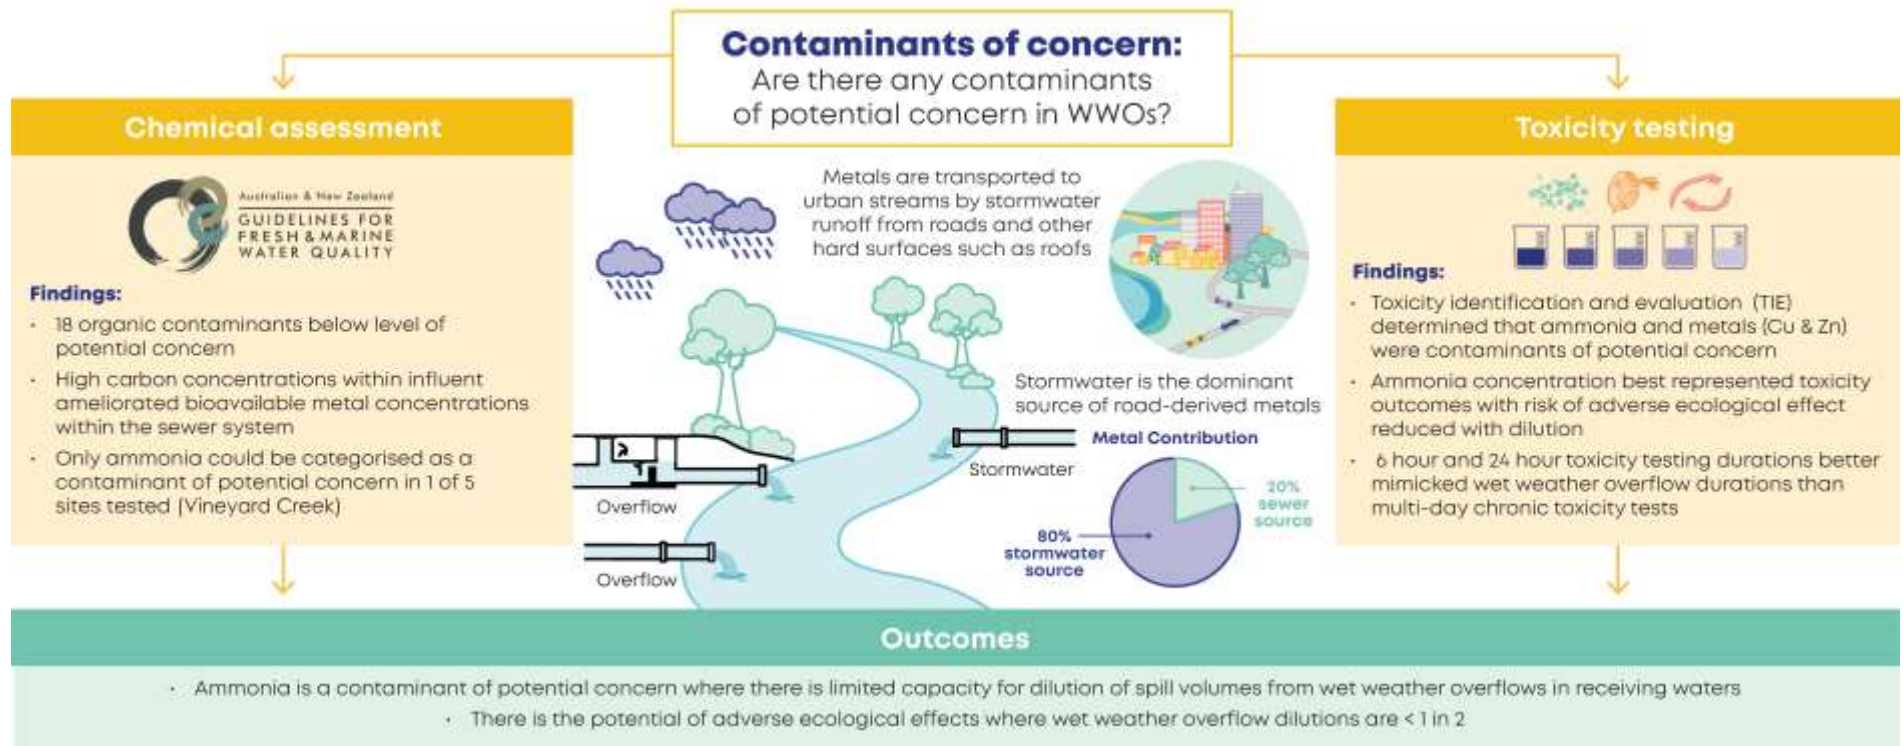 Contaminants of concern:
Are there any contaminants
of potential concern in WWOs?
Chemical assessment
Australian & New Zealand
GUIDELINES FOR
FRESH & MARINE
WATER QUALITY
Findings:
· 18 organic contaminants below level of
potential concern
· High carbon concentrations within influent
ameliorated bioavailable metal concentrations
within the sewer system
· Only ammonia could be categorised as a
contaminant of potential concern in 1 of 5
sites tested (Vineyard Creek)
Metals are transported to
urban streams by stormwater
runoff from roads and other
hard surfaces such as roofs
Stormwater is the dominant
source of road-derived metals
Stormwater
Overflow
Overflow
Metal Contribution
20%
sewer
source
80%
stormwater
source
Toxicity testing
Findings:
· Toxicity identification and evaluation (TIE)
determined that ammonia and metals (Cu & Zn)
were contaminants of potential concern
· Ammonia concentration best represented toxicity
outcomes with risk of adverse ecological effect
reduced with dilution
· 6 hour and 24 hour toxicity testing durations better
mimicked wet weather overflow durations than
multi-day chronic toxicity tests
Outcomes
· Ammonia is a contaminant of potential concern where there is limited capacity for dilution of spill volumes from wet weather overflows in receiving waters
· There is the potential of adverse ecological effects where wet weather overflow dilutions are < 1 in 2